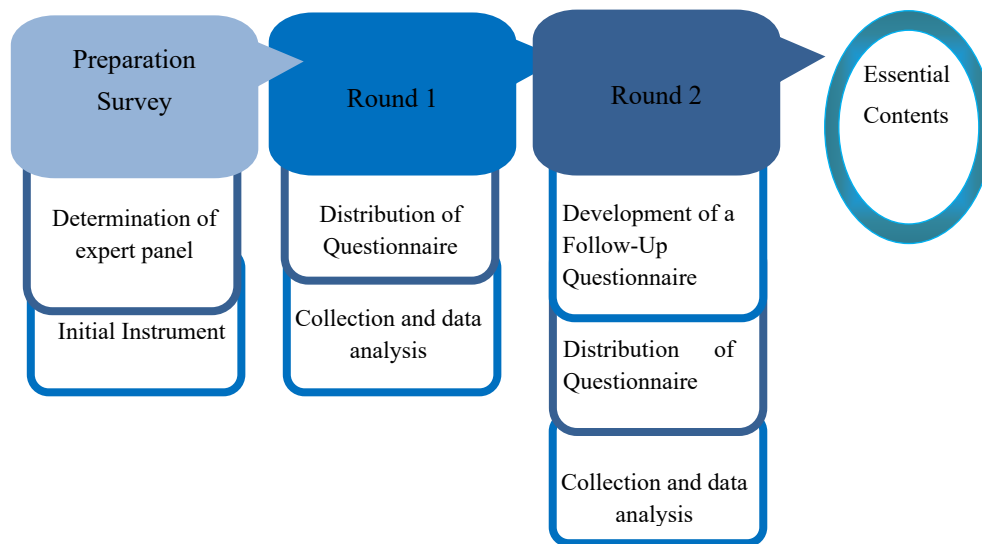 Preparation
Survey
Determination of
expert panel
Initial Instrument
Round 1
Distribution of
Questionnaire
Collection and data
analysis
Round 2
Development of a
Follow-Up
Questionnaire
Distribution of
Questionnaire
Collection and data
analysis
Essential
Contents